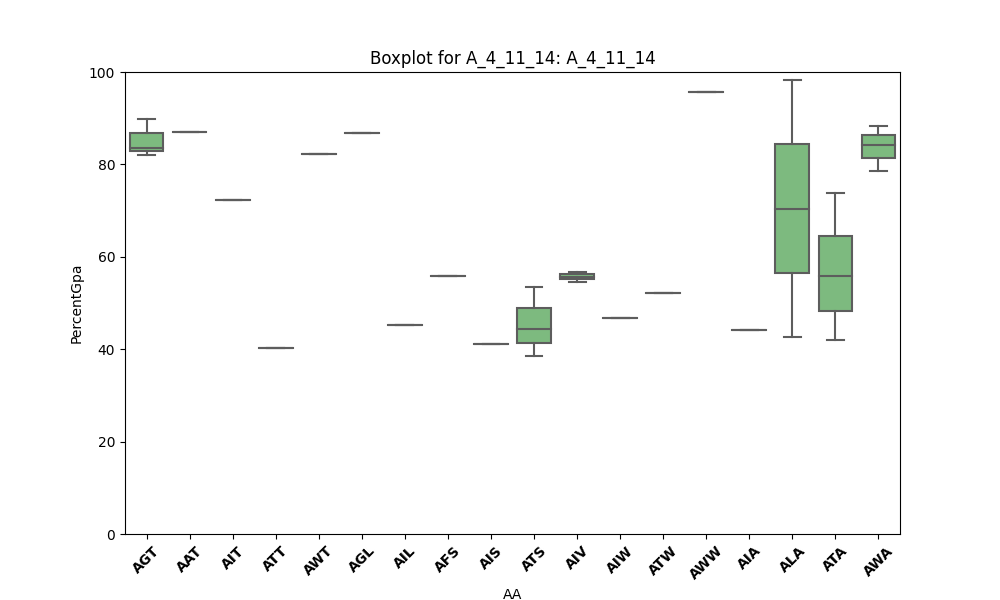 Boxplot for A_4_11_14: A_4_11_14
100
80
60
40
20
0
PercentGpa
AGT AAT AIT ATT AWT AGL AIL AFS AIS ATS AIV AIW ATW AWW AIA ALA ATA AWA
AA